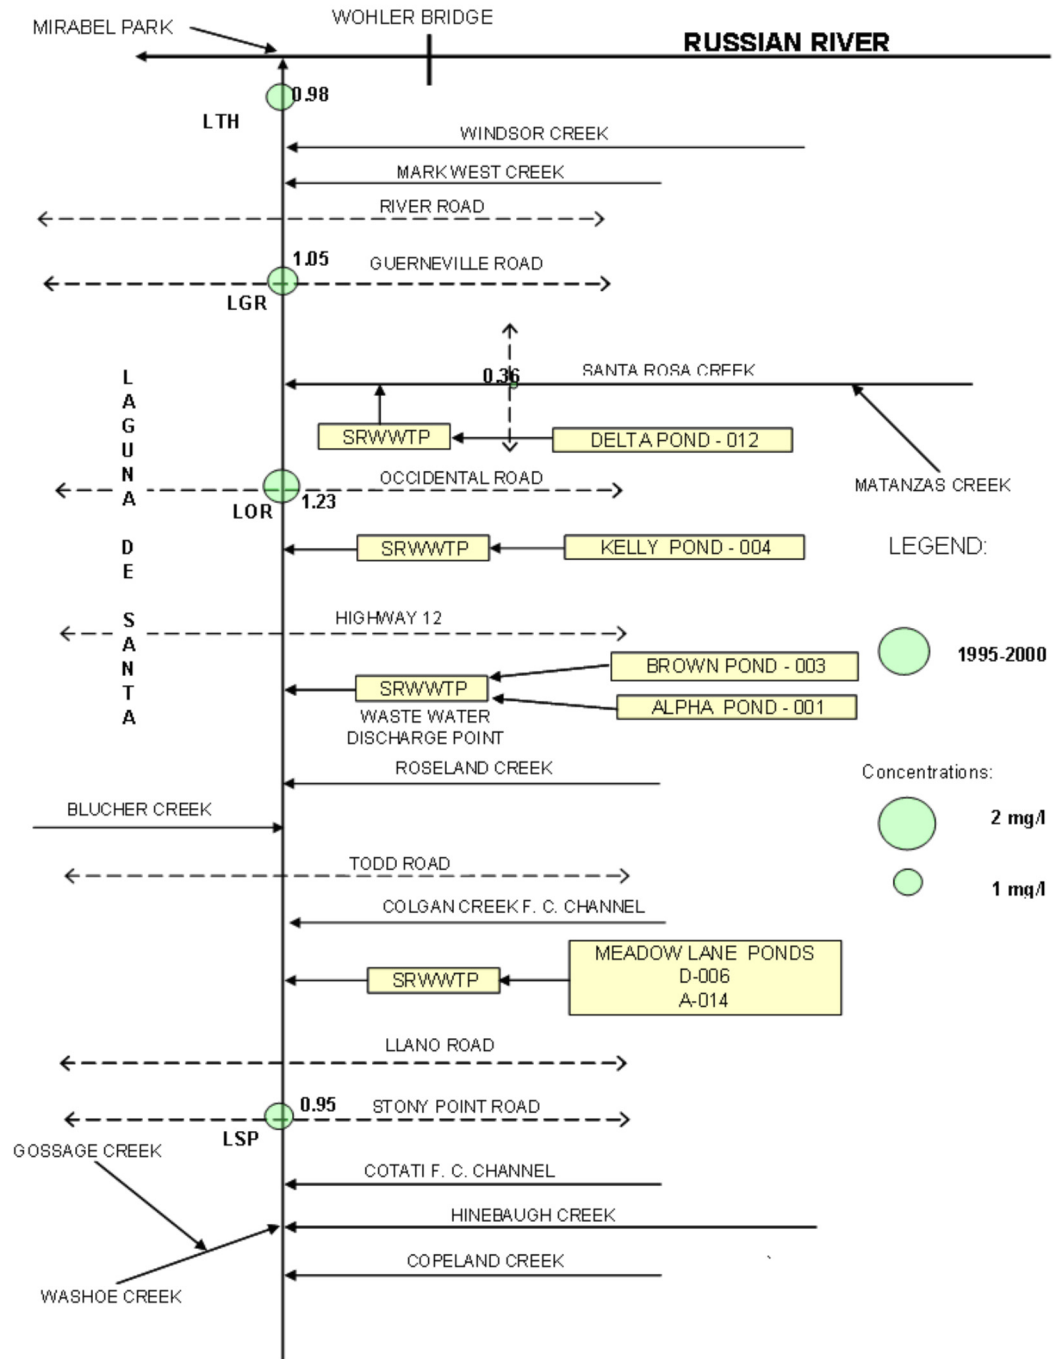 WOHLER BRIDGE
MIRABEL PARK
RUSSIAN RIVER
0.98
LTH
WINDSOR CREEK
MARK WEST CREEK
RIVER ROAD
1.05
GUERNEVILLE ROAD
LGR
0.36
SANTA ROSA CREEK
SRWWTP
DELTA POND - 012
OCCIDENTAL ROAD
MATANZAS CREEK
LOR
1.23
LAGUNA DE SANTA
SRWWTP
KELLY POND - 004
LEGEND:
HIGHWAY 12
1995-2000
BROWN POND - 003
SRWWTP
ALPHA POND - 001
WASTE WATER
DISCHARGE POINT
ROSELAND CREEK
Concentrations:
BLUCHER CREEK
2 mg/l
TODD ROAD
1 mg/l
COLGAN CREEK F. C. CHANNEL
MEADOW LANE PONDS
SRWWTP
D-006
A-014
LLANO ROAD
0.95
STONY POINT ROAD
LSP
GOSSAGE CREEK
COTATI F. C. CHANNEL
HINEBAUGH CREEK
COPELAND CREEK
WASHOE CREEK